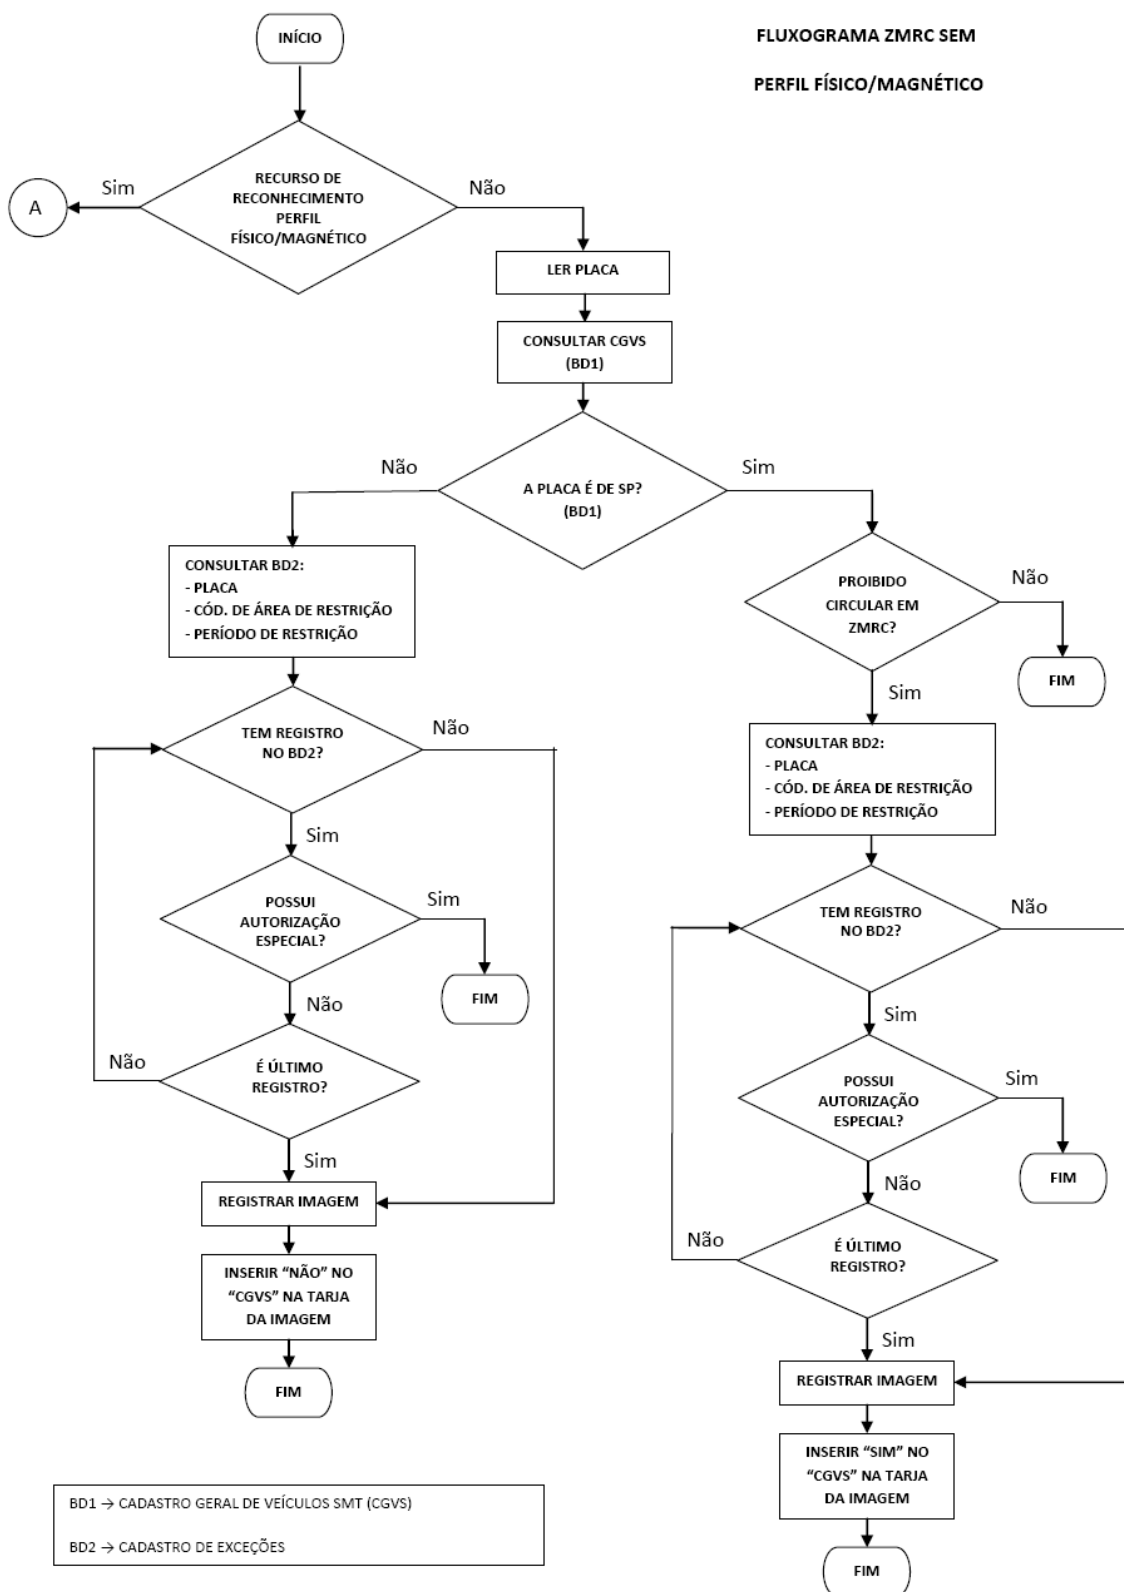 INÍCIO
FLUXOGRAMA ZMRC SEM
PERFIL FÍSICO/MAGNÉTICO
RECURSO DE
RECONHECIMENTO
PERFIL
FÍSICO/MAGNÉTICO
Sim
Não
A
LER PLACA
CONSULTAR CGVS
(BD1)
A PLACA É DE SP?
(BD1)
Não
Sim
CONSULTAR BD2:
- PLACA
- CÓD. DE ÁREA DE RESTRIÇÃO
- PERÍODO DE RESTRIÇÃO
TEM REGISTRO
NO BD2?
Não
Sim
POSSUI
AUTORIZAÇÃO
ESPECIAL?
Sim
FIM
Não
É ÚLTIMO
REGISTRO?
Não
Sim
REGISTRAR IMAGEM
INSERIR “NÃO” NO
“CGVS” NA TARJA
DA IMAGEM
FIM
PROIBIDO
CIRCULAR EM
ZMRC?
Não
FIM
Sim
CONSULTAR BD2:
- PLACA
- CÓD. DE ÁREA DE RESTRIÇÃO
- PERÍODO DE RESTRIÇÃO
TEM REGISTRO
NO BD2?
Não
Sim
POSSUI
AUTORIZAÇÃO
ESPECIAL?
Sim
FIM
Não
É ÚLTIMO
REGISTRO?
Não
Sim
REGISTRAR IMAGEM
INSERIR “SIM” NO
“CGVS” NA TARJA
DA IMAGEM
FIM
BD1 → CADASTRO GERAL DE VEÍCULOS SMT (CGVS)
BD2 → CADASTRO DE EXCEÇÕES